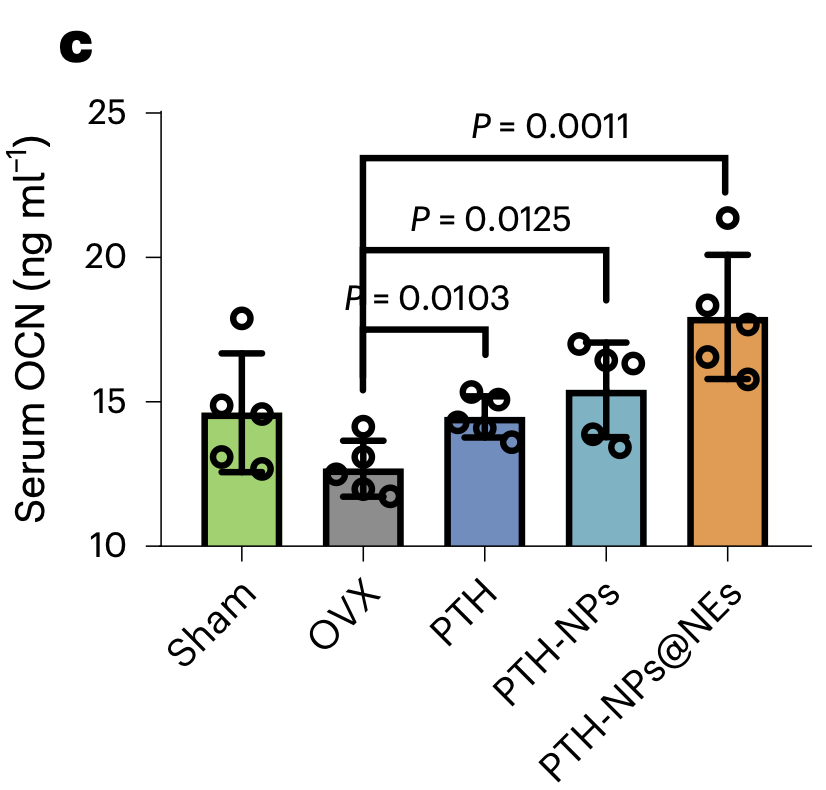 c
Serum OCN (ng ml⁻¹)
25
20
15
10
P = 0.0011
P = 0.0125
P = 0.0103
Sham
OVX
PTH
PTH-NPs
PTH-NPs@NEs